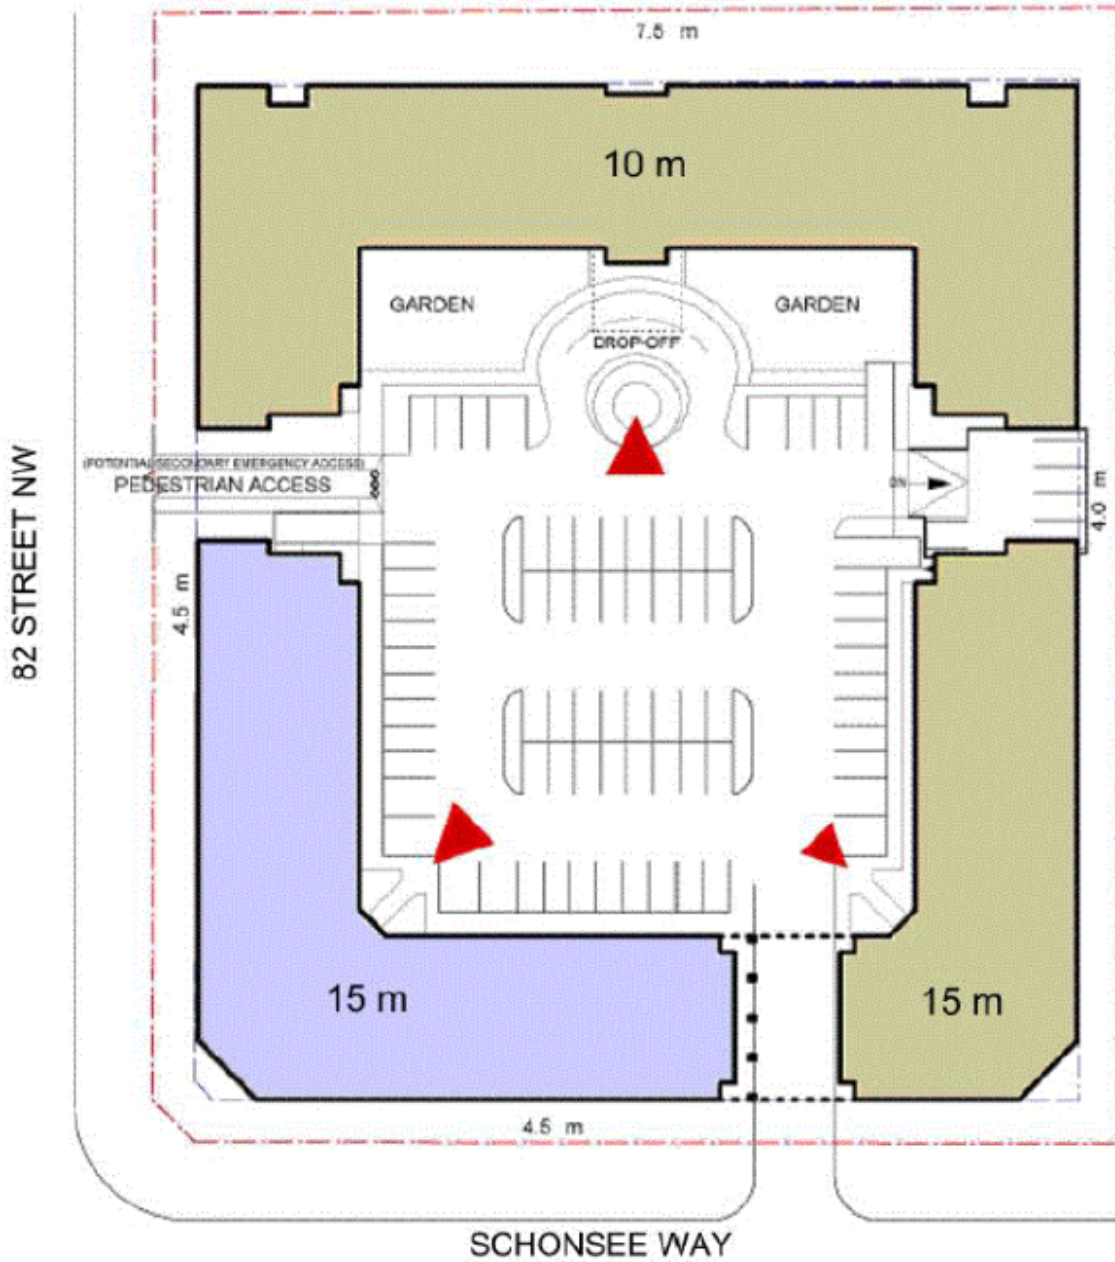 7.5 m
10 m
GARDEN
GARDEN
DROP-OFF
(POTENTIAL SECONDARY EMERGENCY ACCESS)
PEDESTRIAN ACCESS
DN
4.0 m
82 STREET NW
4.5 m
15 m
15 m
4.5 m
SCHONSEE WAY